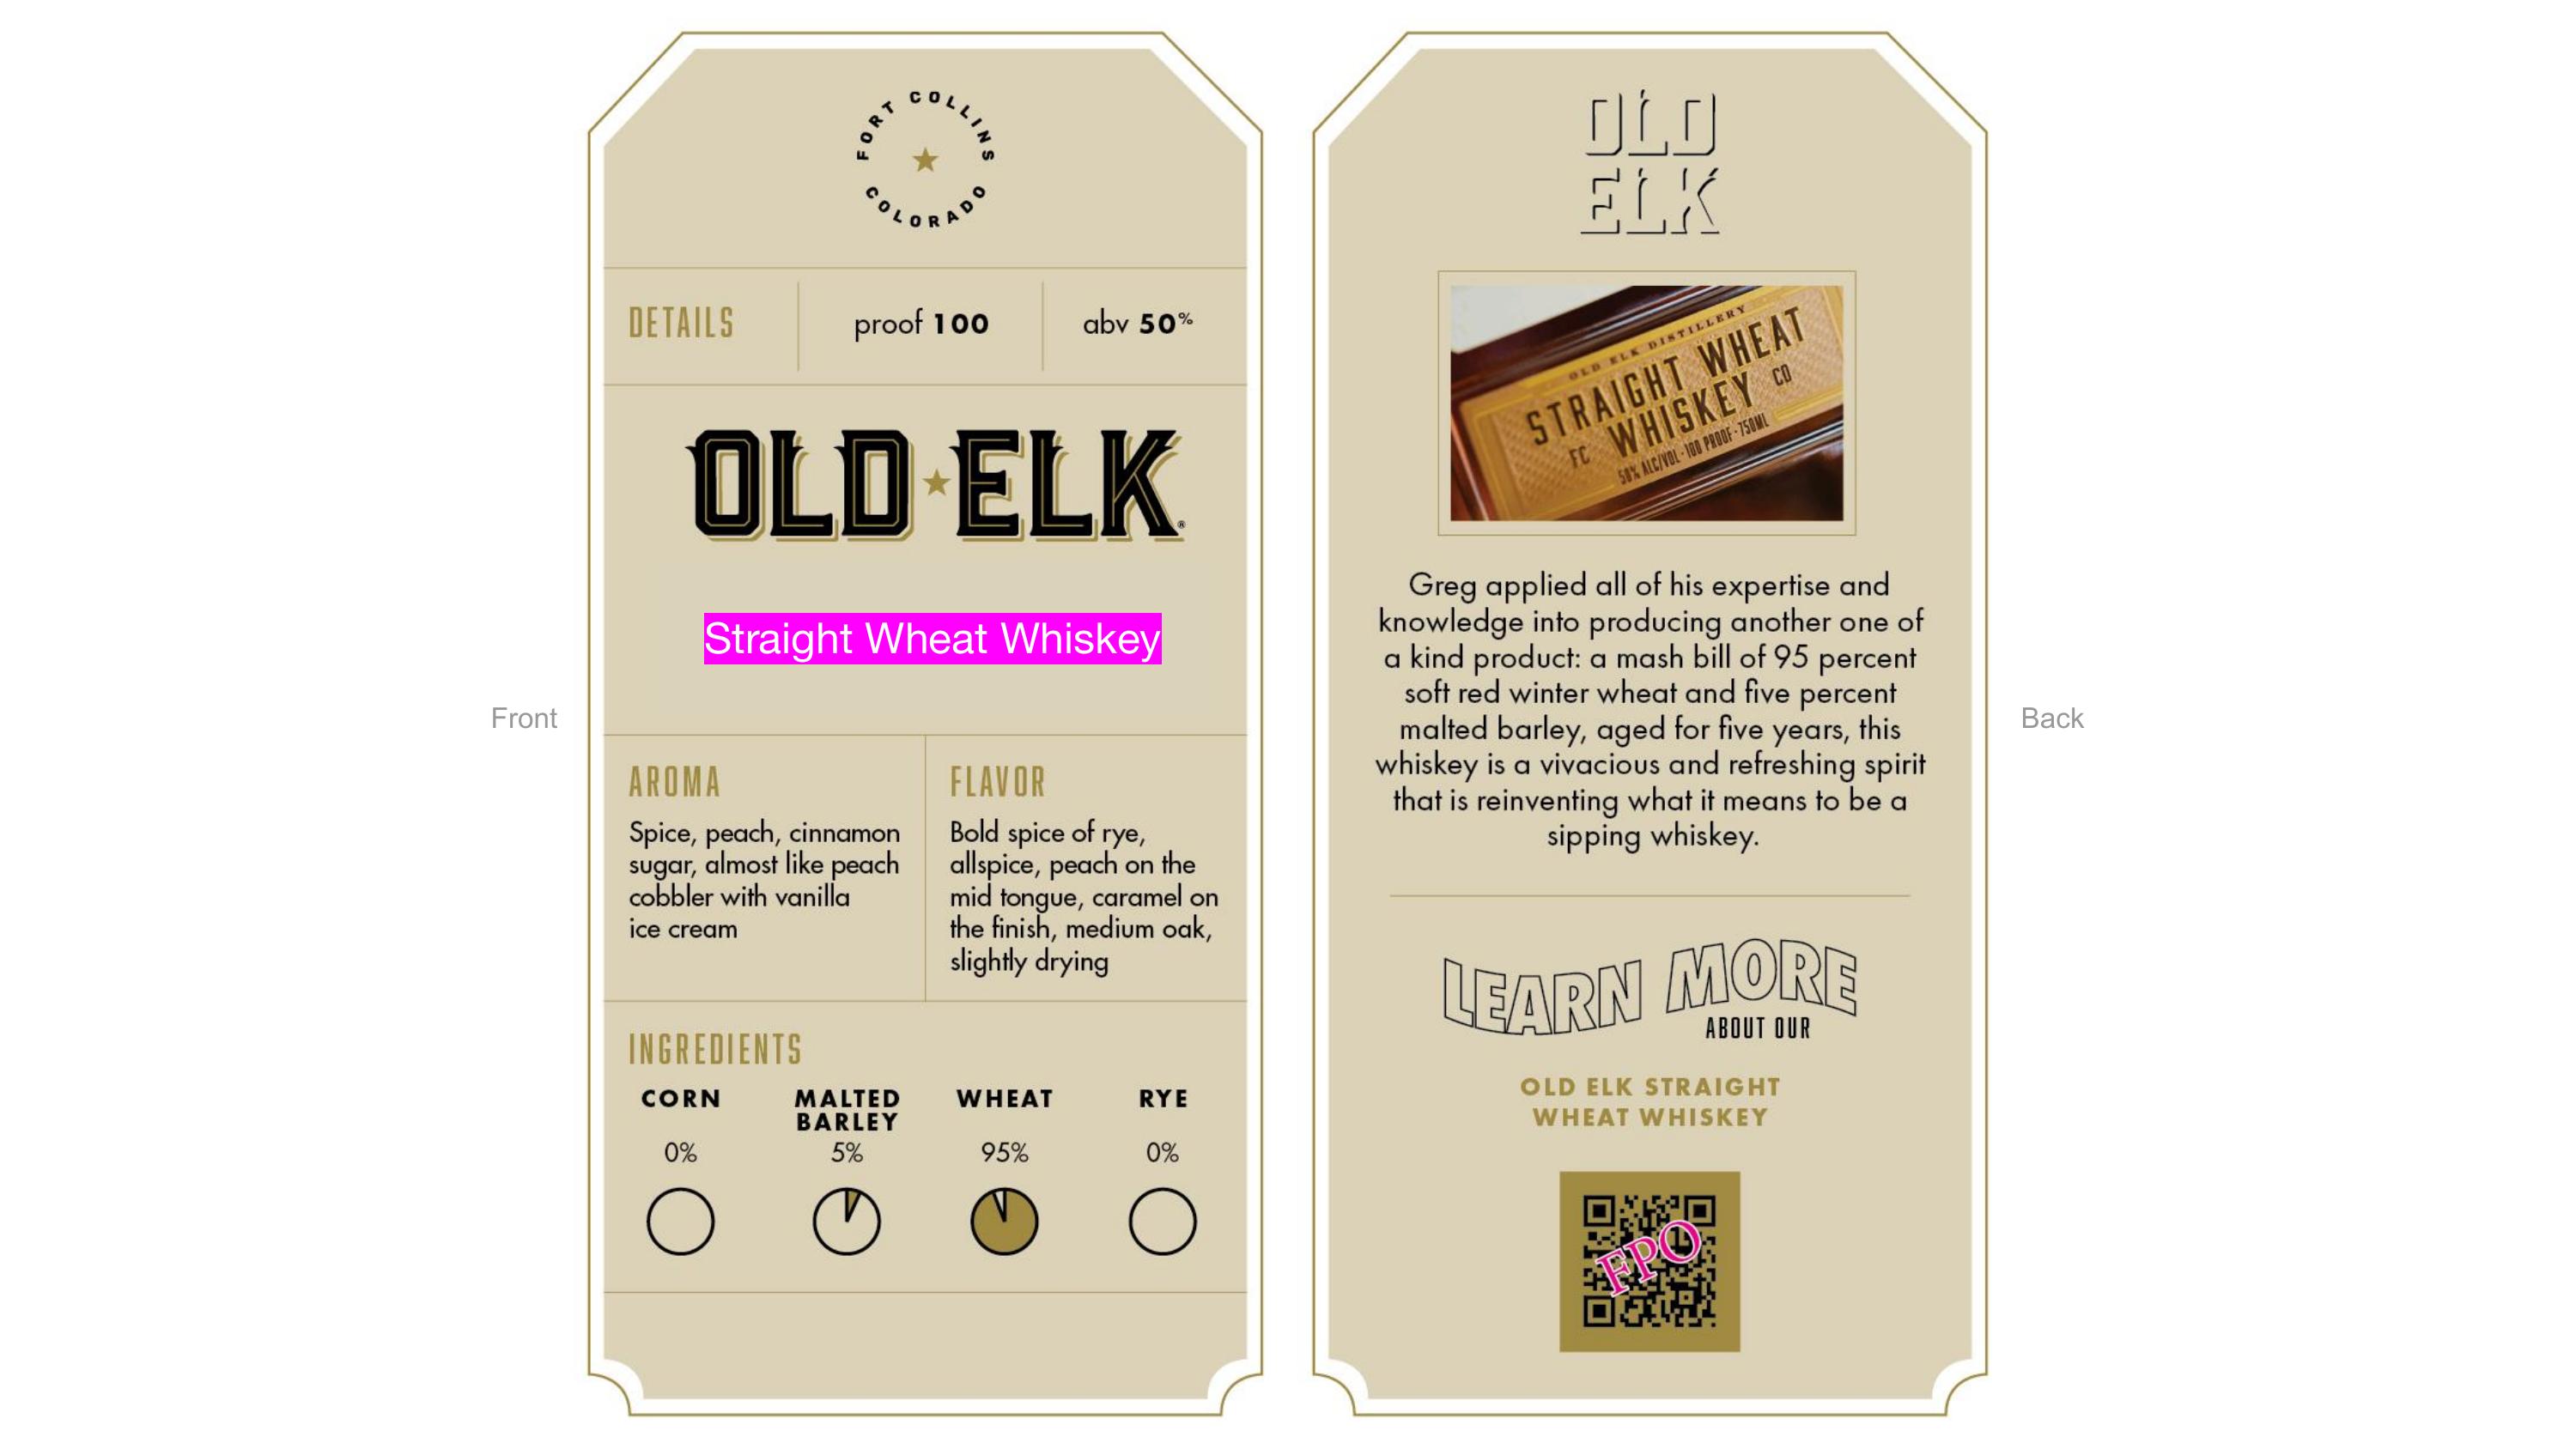 Front
FORT COLLINS
COLORADO
DETAILS
proof 100
abv 50%
OLD ELK®
Straight Wheat Whiskey
AROMA
Spice, peach, cinnamon
sugar, almost like peach
cobbler with vanilla
ice cream
FLAVOR
Bold spice of rye,
allspice, peach on the
mid tongue, caramel on
the finish, medium oak,
slightly drying
INGREDIENTS
CORN
0%
MALTED
BARLEY
5%
WHEAT
95%
RYE
0%
OLD
ELK
OLD ELK DISTILLERY
STRAIGHT WHEAT
FC WHISKEY CO
50% ALC/VOL · 100 PROOF · 750ML
Greg applied all of his expertise and
knowledge into producing another one of
a kind product: a mash bill of 95 percent
soft red winter wheat and five percent
malted barley, aged for five years, this
whiskey is a vivacious and refreshing spirit
that is reinventing what it means to be a
sipping whiskey.
LEARN MORE
ABOUT OUR
OLD ELK STRAIGHT
WHEAT WHISKEY
FPO
Back